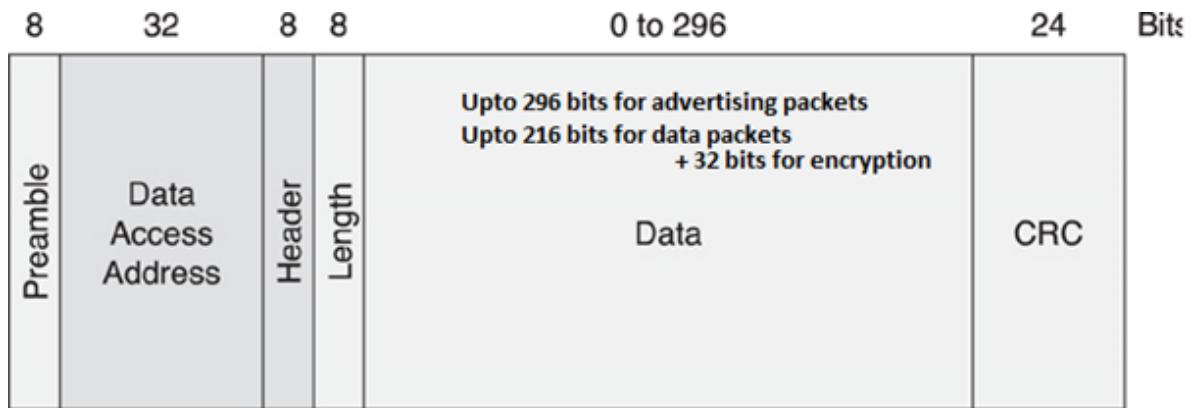 8 32 8 8 0 to 296 24 Bits
Upto 296 bits for advertising packets
Upto 216 bits for data packets
+ 32 bits for encryption
Preamble
Data
Access
Address
Header
Length
Data
CRC